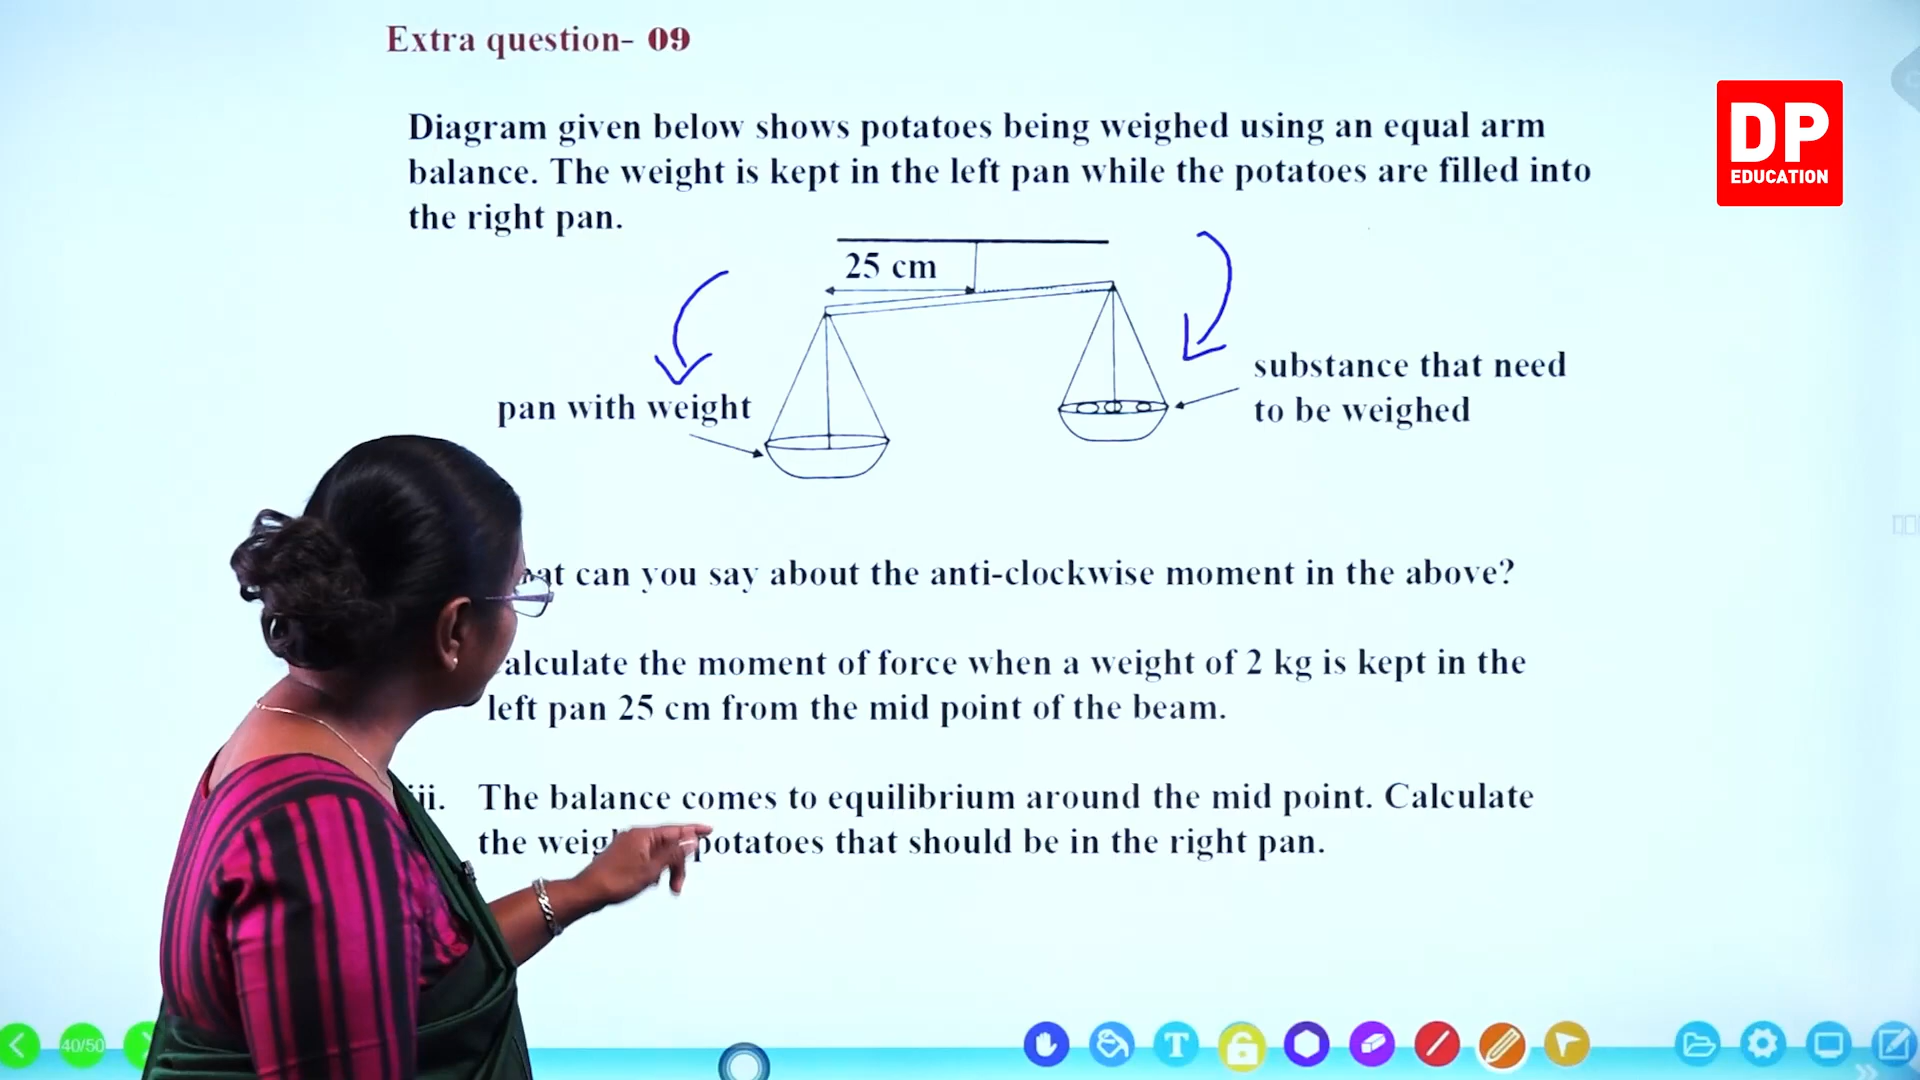 Extra question- 09
DP
EDUCATION
Diagram given below shows potatoes being weighed using an equal arm
balance. The weight is kept in the left pan while the potatoes are filled into
the right pan.
25 cm
substance that need
to be weighed
pan with weight
can you say about the anti-clockwise moment in the above?
the moment of force when a weight of 2 kg is kept in the
left pan 25 cm from the mid point of the beam.
iii. The balance comes to equilibrium around the mid point. Calculate
the potatoes that should be in the right pan.
40/50
T